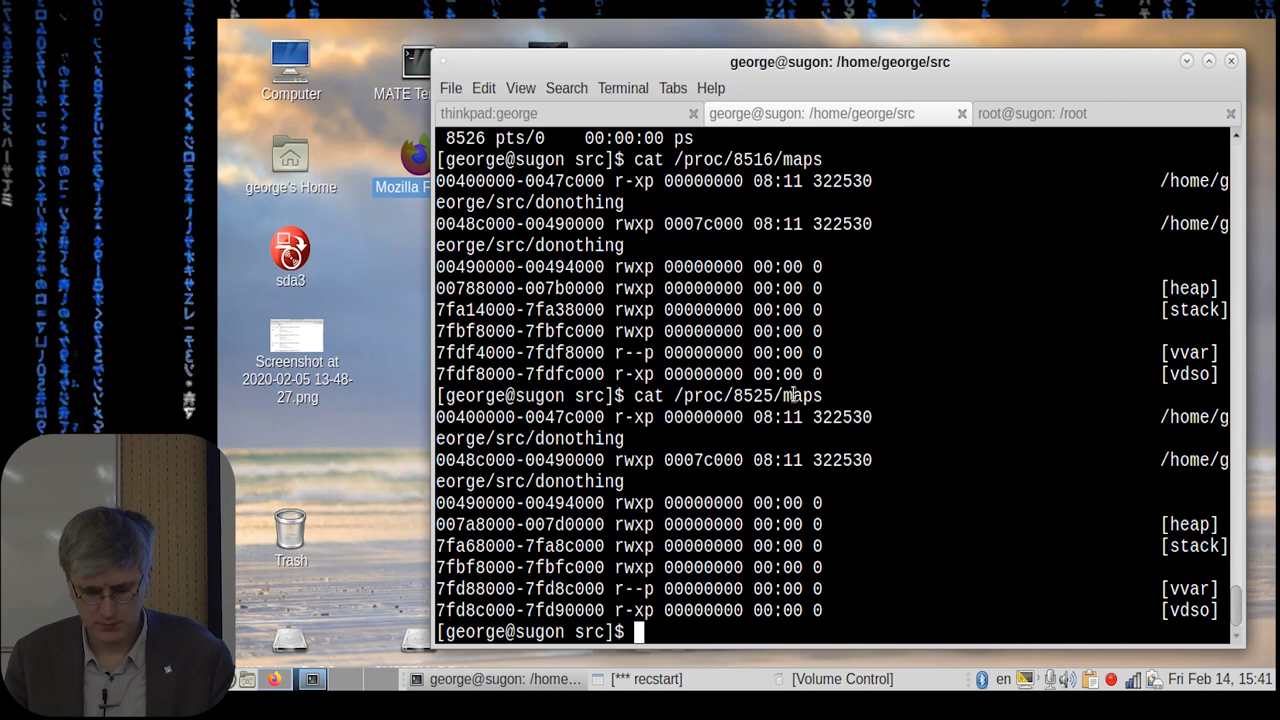 Computer
MATE Te
george's Home
Mozilla F
sda3
Screenshot at
2020-02-05 13-48-
27.png
Trash
george@sugon: /home/george/src
File Edit View Search Terminal Tabs Help
thinkpad:george
george@sugon: /home/george/src
root@sugon: /root
8526 pts/0 00:00:00 ps
[george@sugon src]$ cat /proc/8516/maps
00400000-0047c000 r-xp 00000000 08:11 322530 /home/g
eorge/src/donothing
0048c000-00490000 rwxp 0007c000 08:11 322530 /home/g
eorge/src/donothing
00490000-00494000 rwxp 00000000 00:00 0
00788000-007b0000 rwxp 00000000 00:00 0 [heap]
7fa14000-7fa38000 rwxp 00000000 00:00 0 [stack]
7fbf8000-7fbfc000 rwxp 00000000 00:00 0
7fdf4000-7fdf8000 r--p 00000000 00:00 0 [vvar]
7fdf8000-7fdfc000 r-xp 00000000 00:00 0 [vdso]
[george@sugon src]$ cat /proc/8525/maps
00400000-0047c000 r-xp 00000000 08:11 322530 /home/g
eorge/src/donothing
0048c000-00490000 rwxp 0007c000 08:11 322530 /home/g
eorge/src/donothing
00490000-00494000 rwxp 00000000 00:00 0
007a8000-007d0000 rwxp 00000000 00:00 0 [heap]
7fa68000-7fa8c000 rwxp 00000000 00:00 0 [stack]
7fbf8000-7fbfc000 rwxp 00000000 00:00 0
7fd88000-7fd8c000 r--p 00000000 00:00 0 [vvar]
7fd8c000-7fd90000 r-xp 00000000 00:00 0 [vdso]
[george@sugon src]$
george@sugon: /home...
[*** recstart]
[Volume Control]
en
Fri Feb 14, 15:41